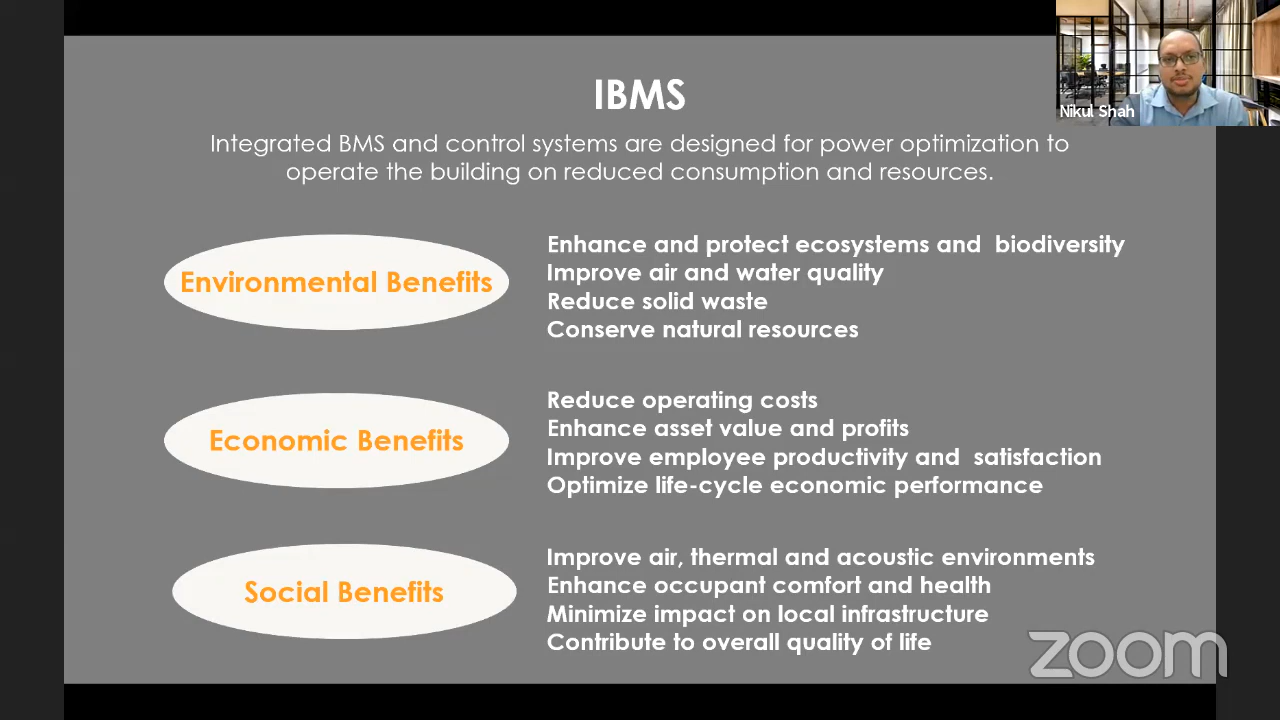 IBMS
Nikul Shah
Integrated BMS and control systems are designed for power optimization to
operate the building on reduced consumption and resources.
Environmental Benefits
Enhance and protect ecosystems and  biodiversity
Improve air and water quality
Reduce solid waste
Conserve natural resources
Economic Benefits
Reduce operating costs
Enhance asset value and profits
Improve employee productivity and  satisfaction
Optimize life-cycle economic performance
Social Benefits
Improve air, thermal and acoustic environments
Enhance occupant comfort and health
Minimize impact on local infrastructure
Contribute to overall quality of life
zoom